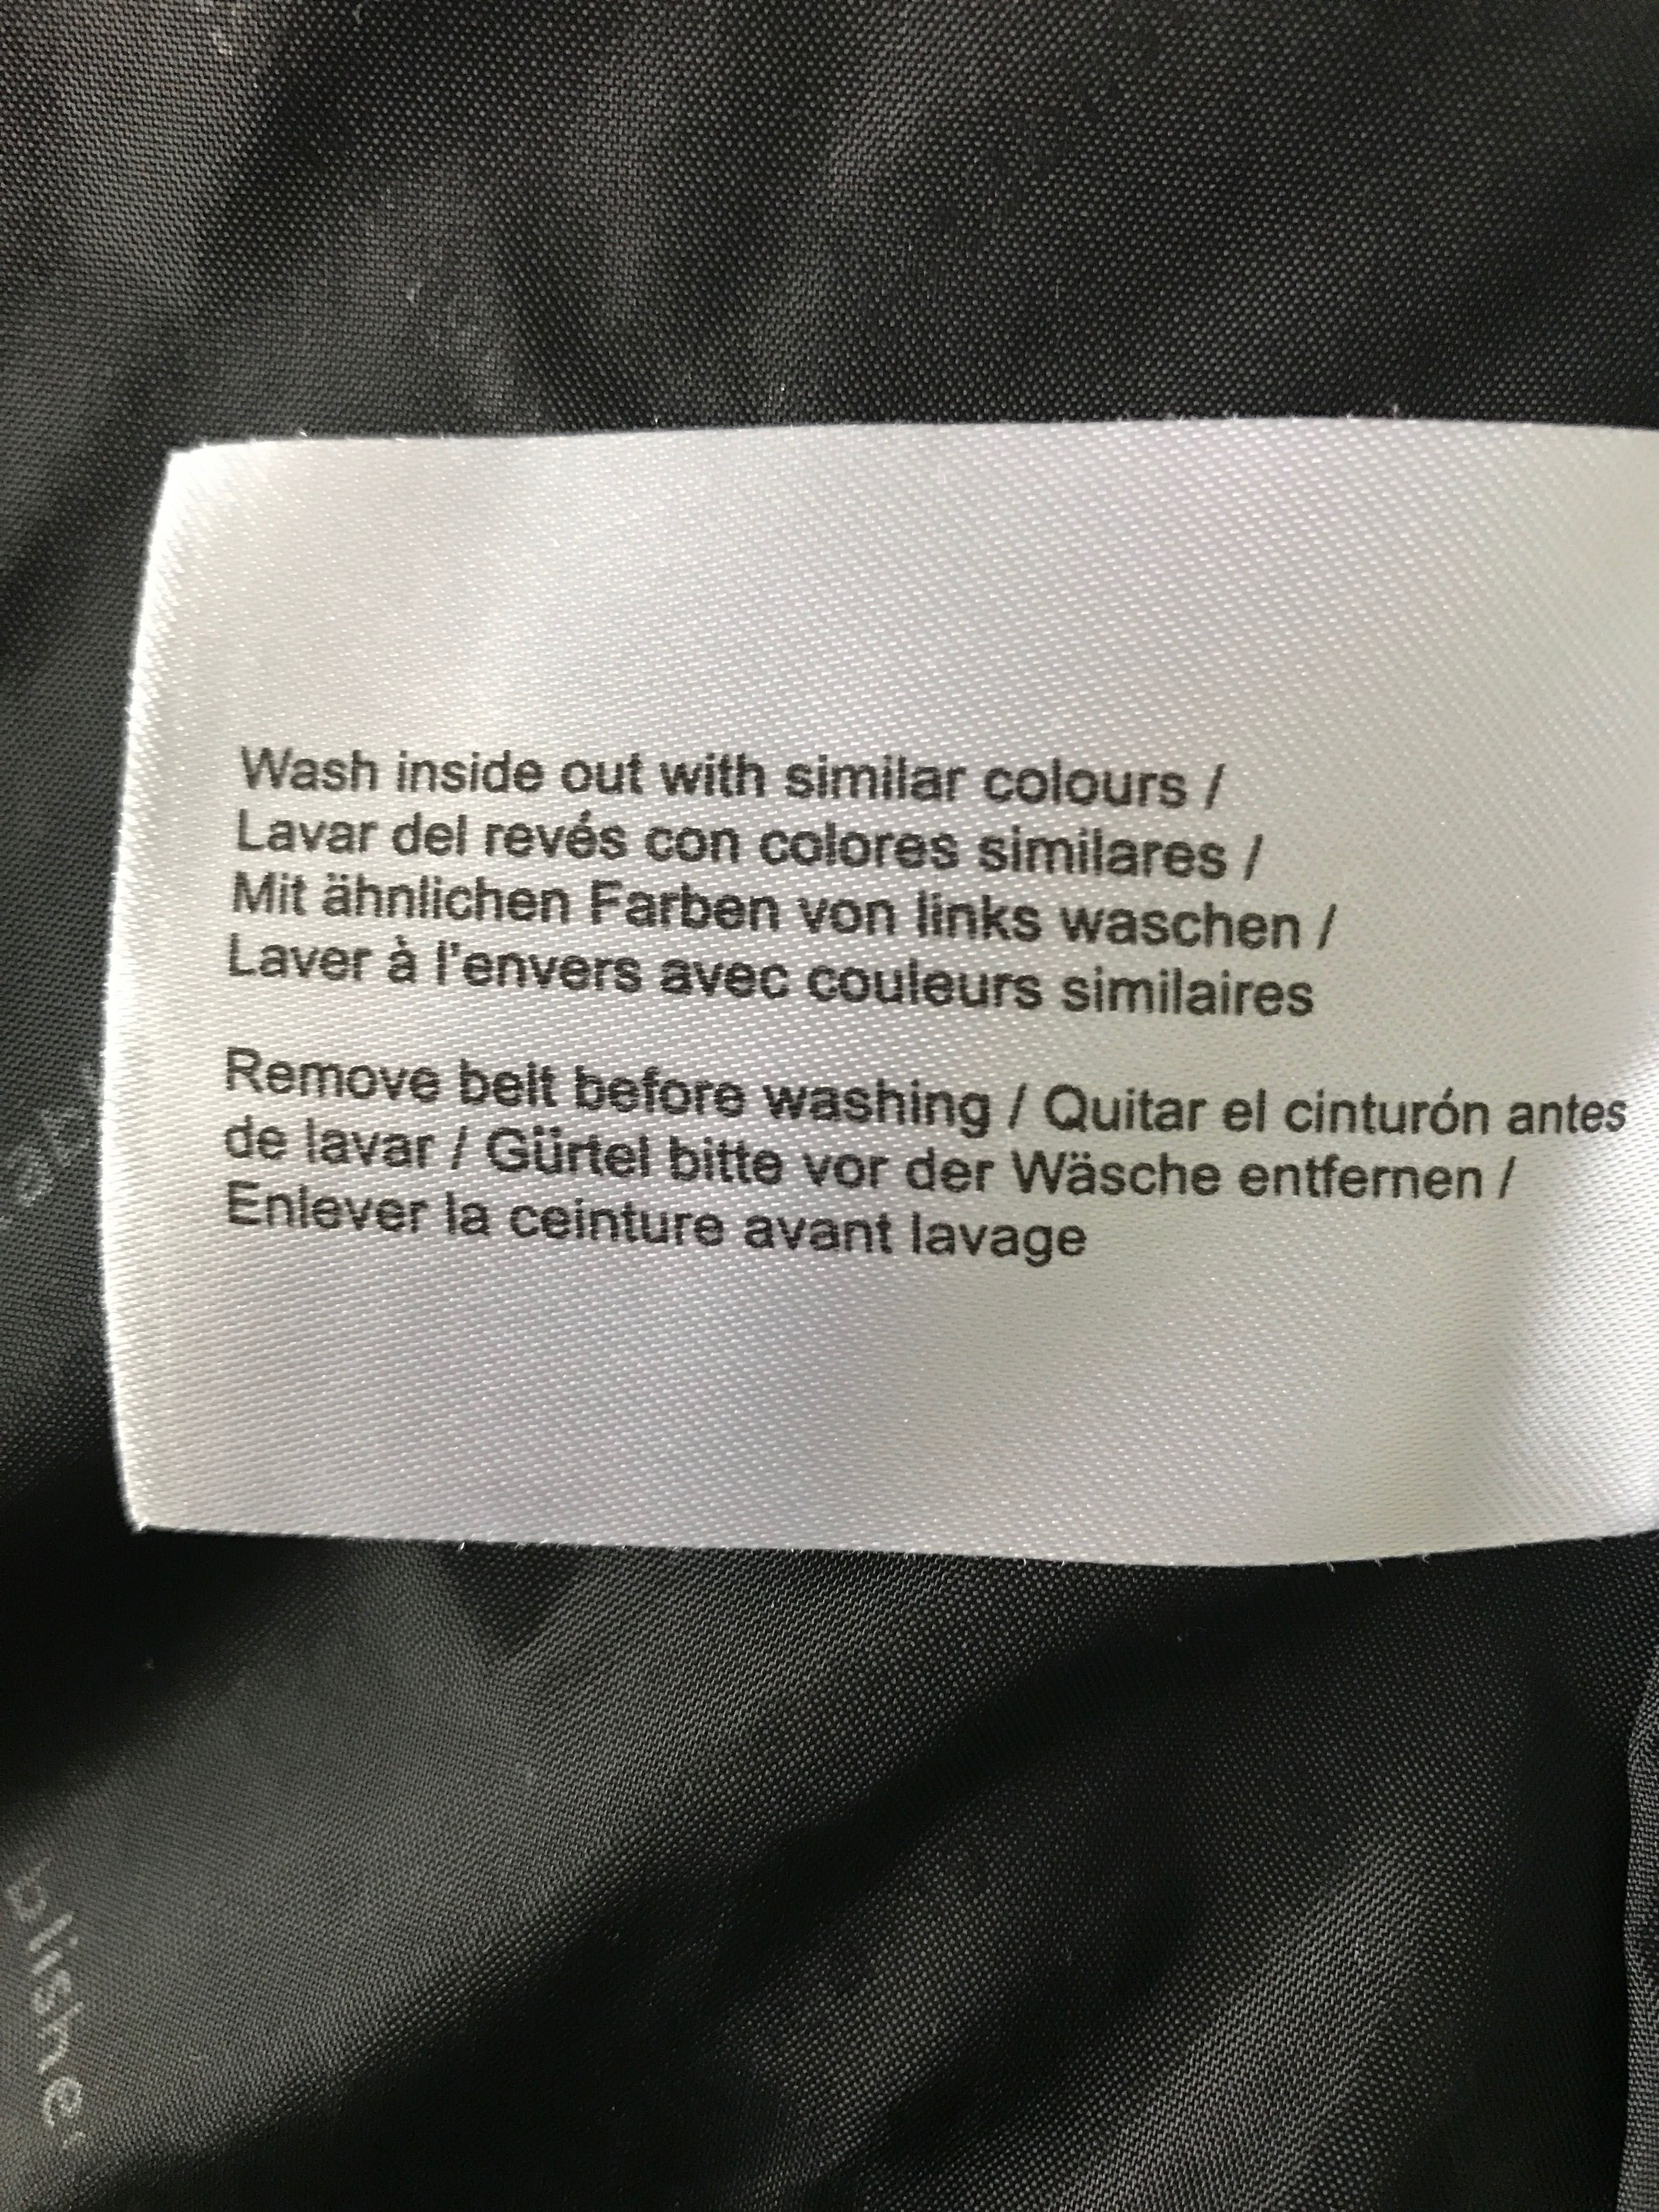 Wash inside out with similar colours /
Lavar del revés con colores similares /
Mit ähnlichen Farben von links waschen /
Laver à l'envers avec couleurs similaires
Remove belt before washing / Quitar el cinturón antes
de lavar / Gürtel bitte vor der Wäsche entfernen /
Enlever la ceinture avant lavage